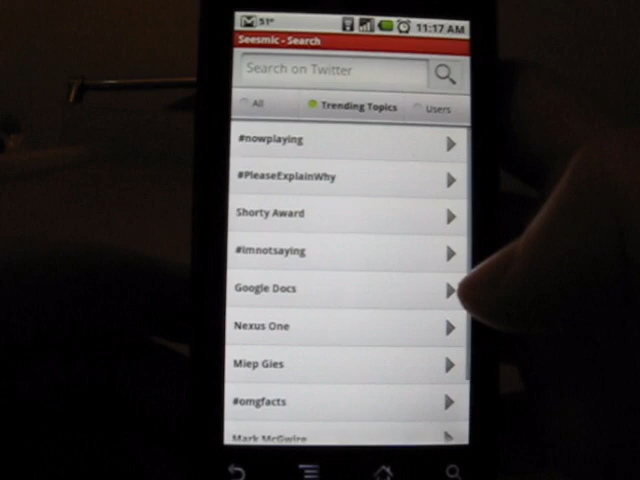 51°
11:17 AM
Seesmic - Search
Search on Twitter
All
Trending Topics
Users
#nowplaying
#PleaseExplainWhy
Shorty Award
#imnotsaying
Google Docs
Nexus One
Miep Gies
#omgfacts
Mark McGwire